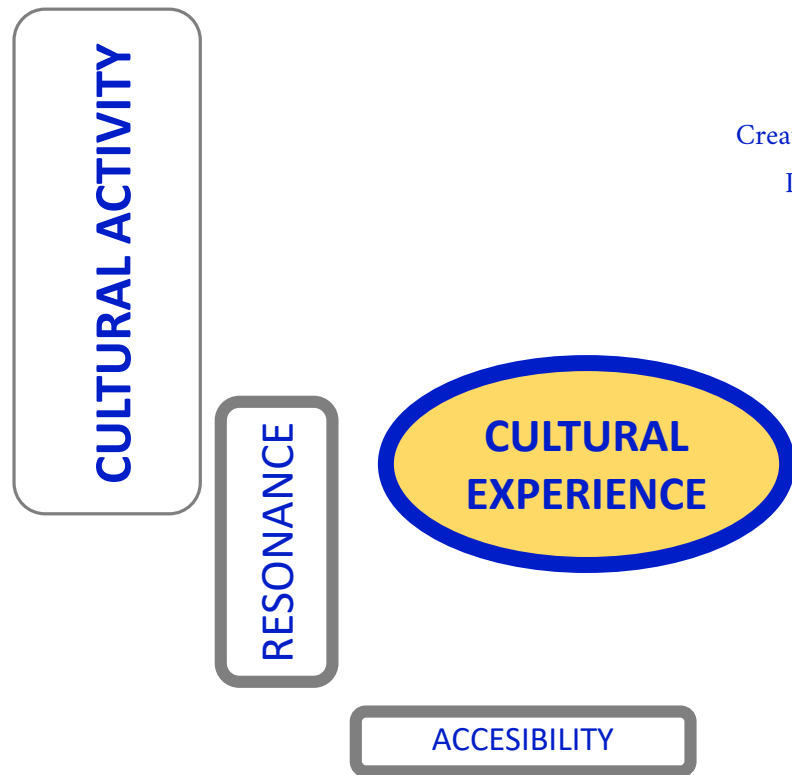 CULTURAL ACTIVITY
Crea
RESONANCE
CULTURAL
EXPERIENCE
ACCESIBILITY